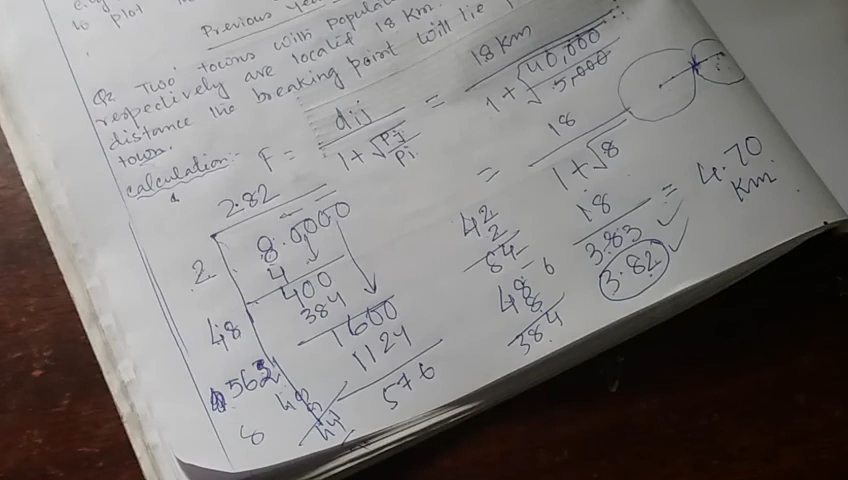 to plot
Previous
Q2 Two towns with populat
respectively are located 18 Km.
distance the breaking point will lie
town.
calculation:- F = dij / 1+√Pj/Pi = 18 Km / 1+√40,000/5,000
= 18 / 1+√8
18 / 3.83 = 4.70 Km
3.82
2.82
2 8.0000
4
48 400
384
562 1600
1124
576
8
42
2
84
48
8
384